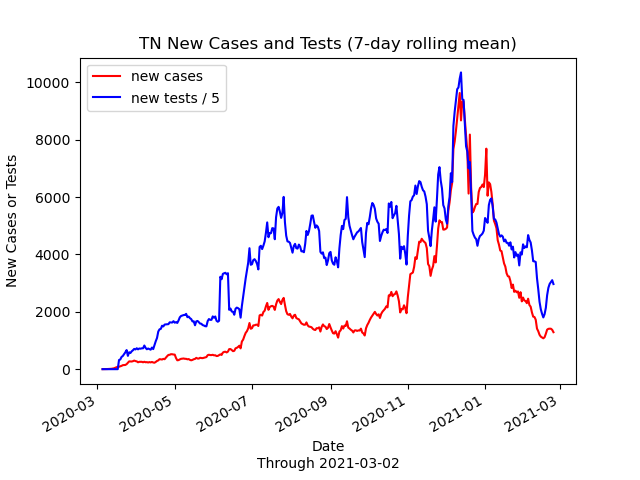 TN New Cases and Tests (7-day rolling mean)
new cases
new tests / 5
New Cases or Tests
10000
8000
6000
4000
2000
0
2020-03
2020-05
2020-07
2020-09
2020-11
2021-01
2021-03
Date
Through 2021-03-02